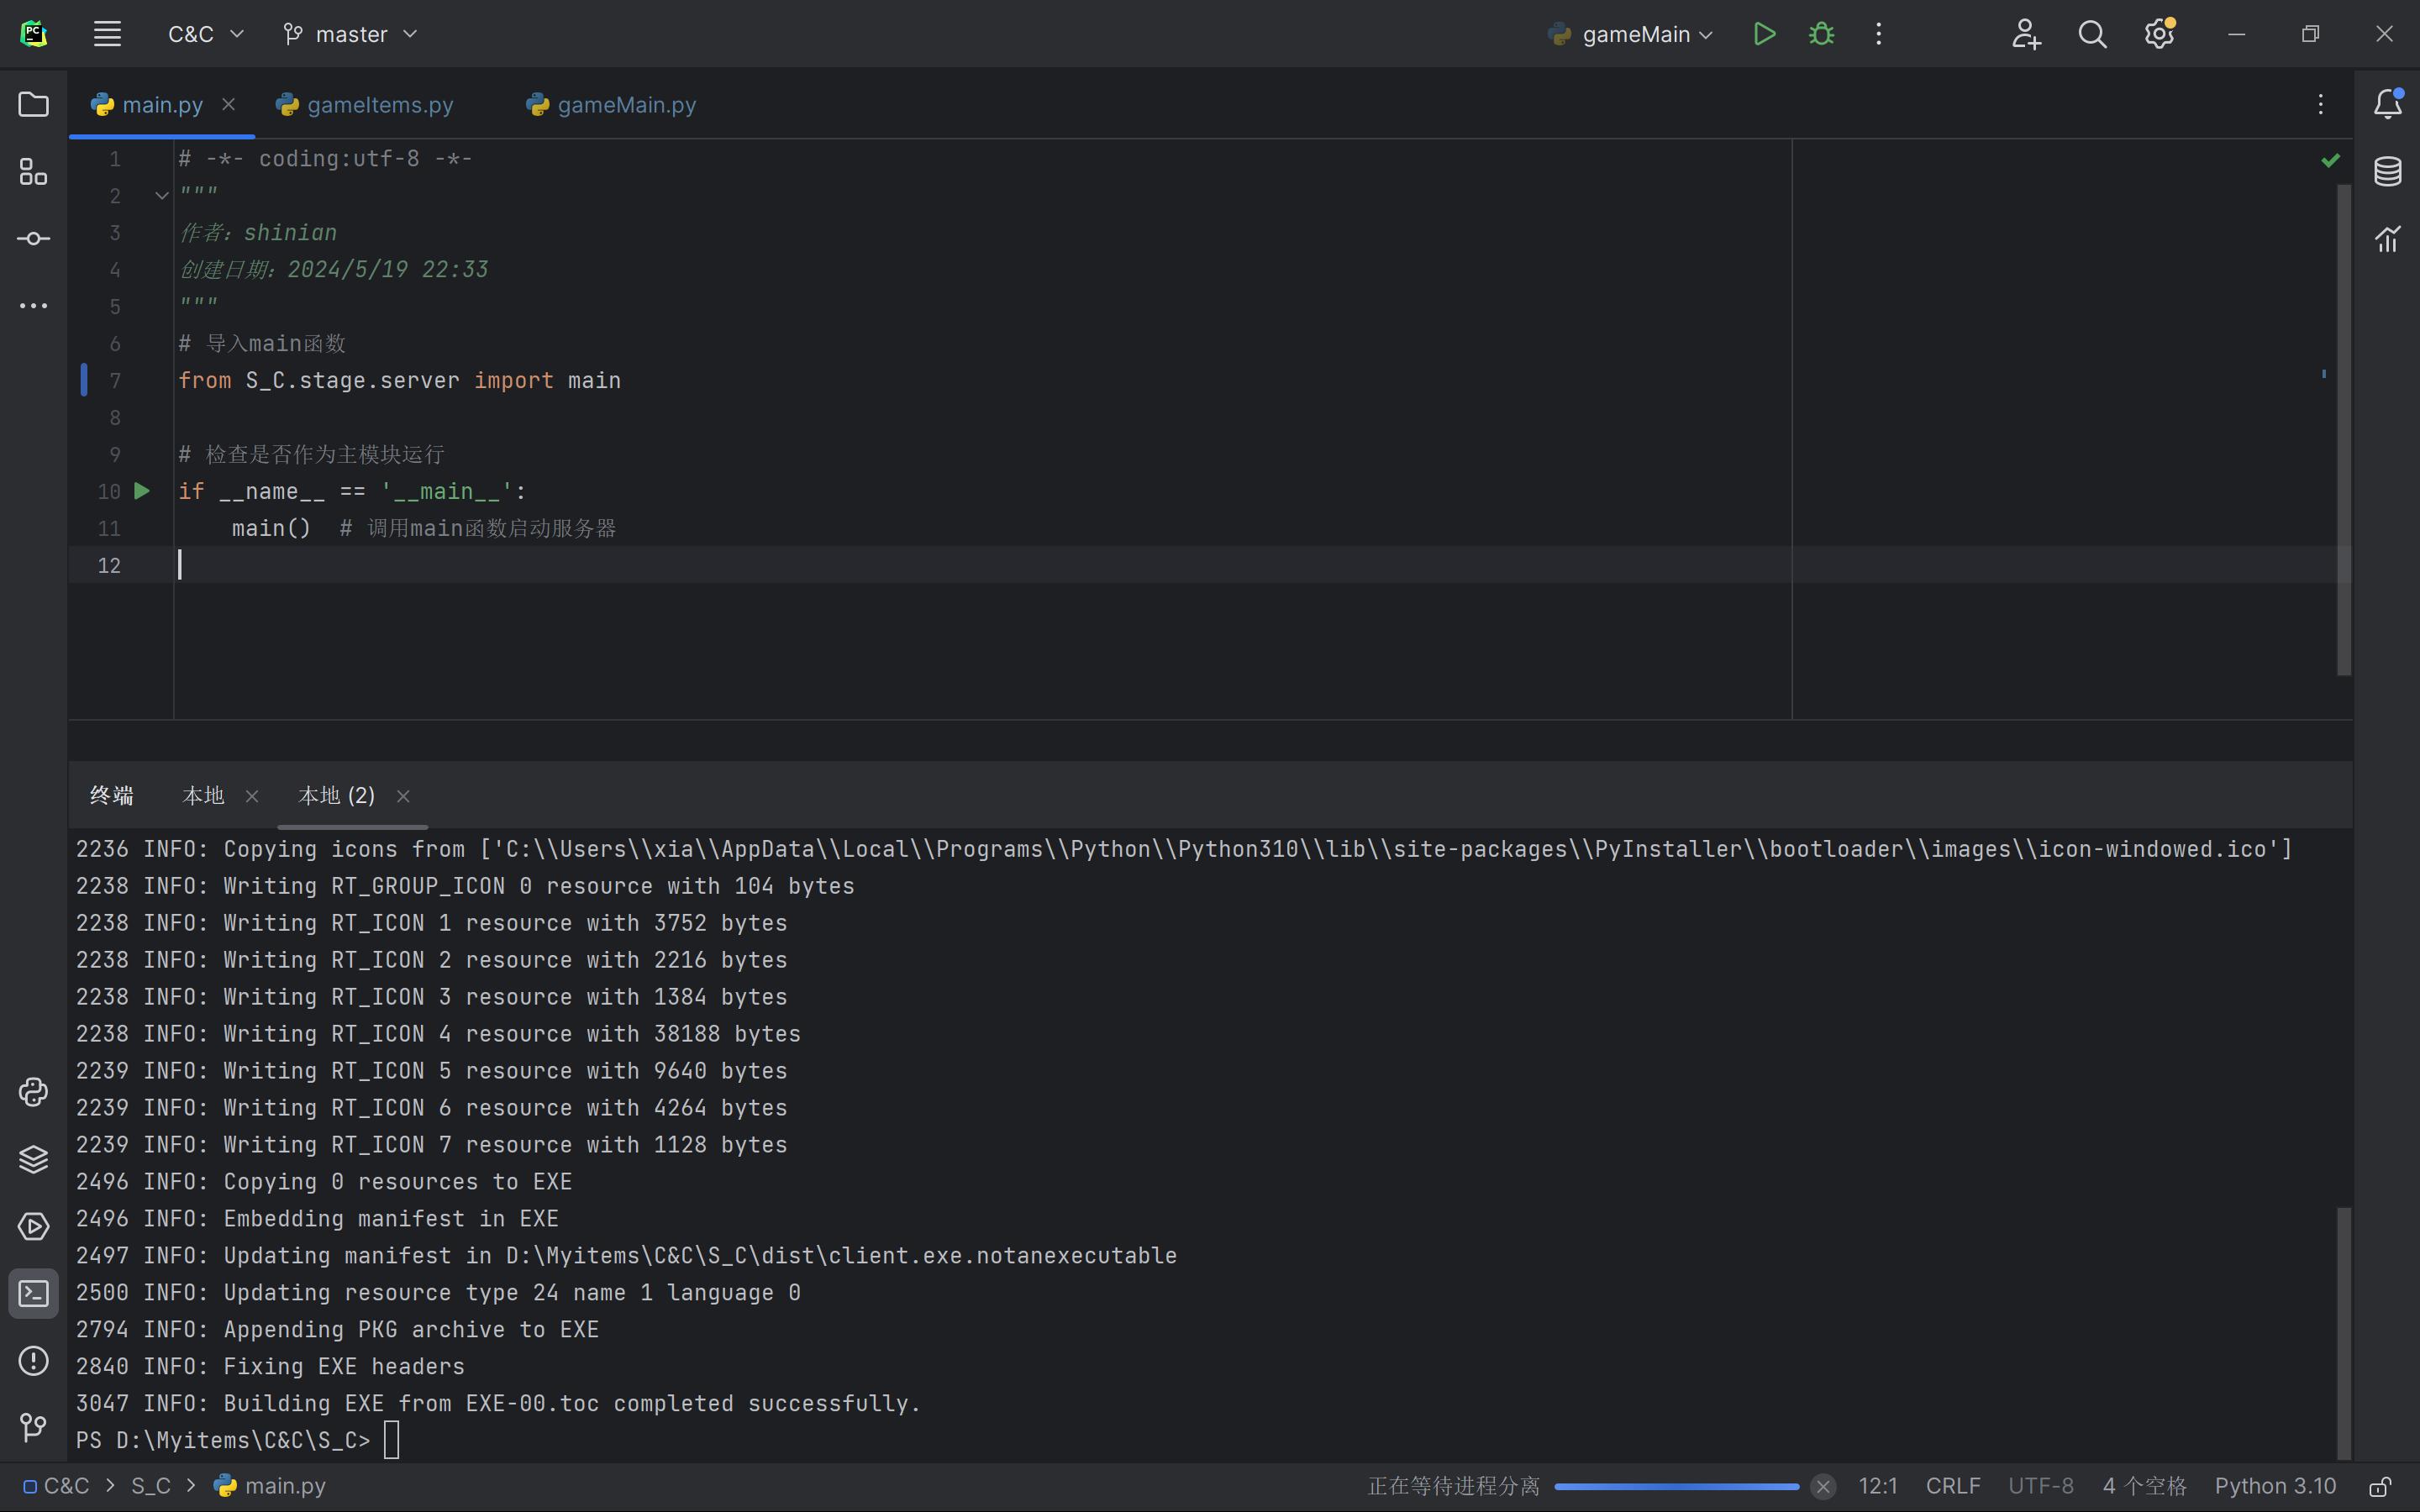 PC
C&C
master
gameMain
main.py
gameItems.py
gameMain.py
1 # -*- coding:utf-8 -*-
2 """
3 作者：shinian
4 创建日期：2024/5/19 22:33
5 """
6 # 导入main函数
7 from S_C.stage.server import main
8
9 # 检查是否作为主模块运行
10 if __name__ == '__main__':
11     main()  # 调用main函数启动服务器
12
终端 本地 本地 (2)
2236 INFO: Copying icons from ['C:\\Users\\xia\\AppData\\Local\\Programs\\Python\\Python310\\lib\\site-packages\\PyInstaller\\bootloader\\images\\icon-windowed.ico']
2238 INFO: Writing RT_GROUP_ICON 0 resource with 104 bytes
2238 INFO: Writing RT_ICON 1 resource with 3752 bytes
2238 INFO: Writing RT_ICON 2 resource with 2216 bytes
2238 INFO: Writing RT_ICON 3 resource with 1384 bytes
2238 INFO: Writing RT_ICON 4 resource with 38188 bytes
2239 INFO: Writing RT_ICON 5 resource with 9640 bytes
2239 INFO: Writing RT_ICON 6 resource with 4264 bytes
2239 INFO: Writing RT_ICON 7 resource with 1128 bytes
2496 INFO: Copying 0 resources to EXE
2496 INFO: Embedding manifest in EXE
2497 INFO: Updating manifest in D:\Myitems\C&C\S_C\dist\client.exe.notanexecutable
2500 INFO: Updating resource type 24 name 1 language 0
2794 INFO: Appending PKG archive to EXE
2840 INFO: Fixing EXE headers
3047 INFO: Building EXE from EXE-00.toc completed successfully.
PS D:\Myitems\C&C\S_C>
C&C > S_C > main.py
正在等待进程分离
12:1 CRLF UTF-8 4 个空格 Python 3.10